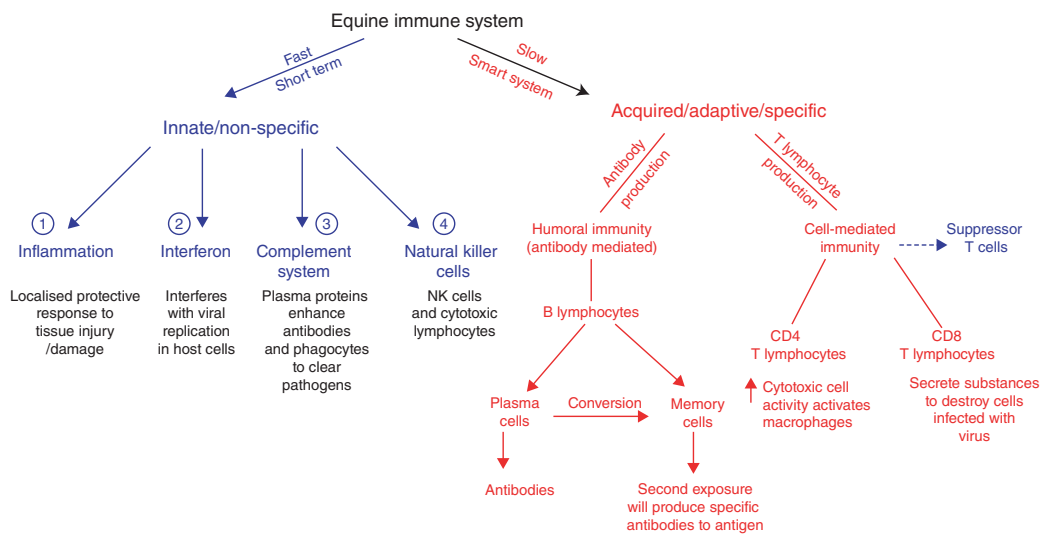 Equine immune system
Fast
Short term
Slow
Smart system
Innate/non-specific
Acquired/adaptive/specific
1
Inflammation
Localised protective
response to
tissue injury
/damage
2
Interferon
Interferes
with viral
replication
in host cells
3
Complement
system
Plasma proteins
enhance
antibodies
and phagocytes
to clear
pathogens
4
Natural killer
cells
NK cells
and cytotoxic
lymphocytes
Antibody
production
T lymphocyte
production
Humoral immunity
(antibody mediated)
B lymphocytes
Plasma
cells
Conversion
Memory
cells
Antibodies
Second exposure
will produce specific
antibodies to antigen
Cell-mediated
immunity
Suppressor
T cells
CD4
T lymphocytes
Cytotoxic cell
activity activates
macrophages
CD8
T lymphocytes
Secrete substances
to destroy cells
infected with
virus